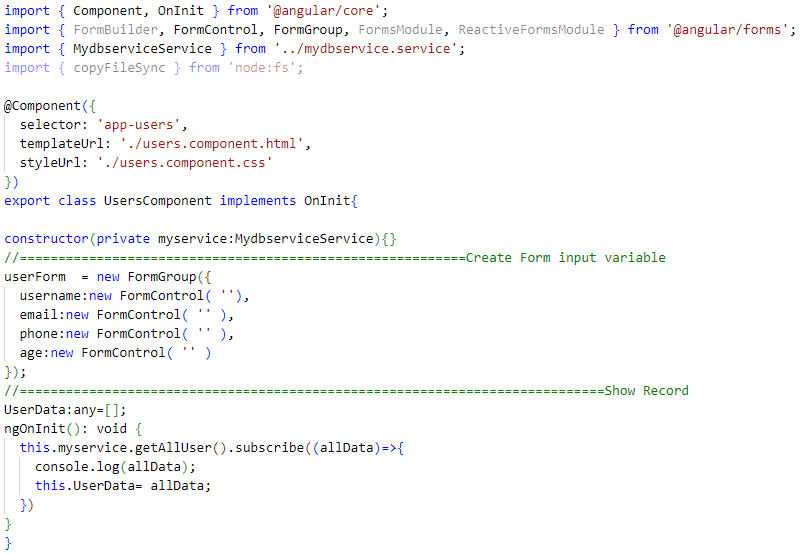 import { Component, OnInit } from '@angular/core';
import { FormBuilder, FormControl, FormGroup, FormsModule, ReactiveFormsModule } from '@angular/forms';
import { MydbserviceService } from '../mydbservice.service';
import { copyFileSync } from 'node:fs';

@Component({
  selector: 'app-users',
  templateUrl: './users.component.html',
  styleUrl: './users.component.css'
})
export class UsersComponent implements OnInit{

constructor(private myservice:MydbserviceService){}
//==========================================================Create Form input variable
userForm  = new FormGroup({
  username:new FormControl( ''),
  email:new FormControl( '' ),
  phone:new FormControl( '' ),
  age:new FormControl( '' )
});
//============================================================================Show Record
UserData:any=[];
ngOnInit(): void {
  this.myservice.getAllUser().subscribe((allData)=>{
    console.log(allData);
    this.UserData= allData;
  })
}
}